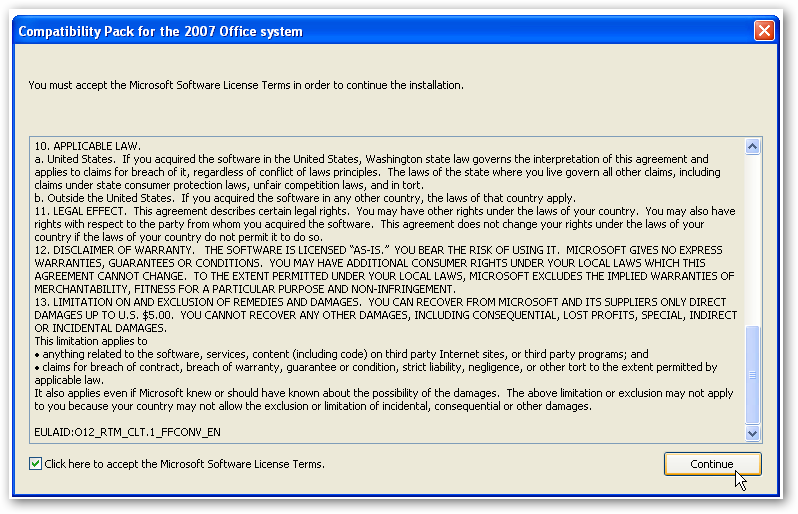 Compatibility Pack for the 2007 Office system
You must accept the Microsoft Software License Terms in order to continue the installation.
10. APPLICABLE LAW.
a. United States.  If you acquired the software in the United States, Washington state law governs the interpretation of this agreement and
applies to claims for breach of it, regardless of conflict of laws principles.  The laws of the state where you live govern all other claims, including
claims under state consumer protection laws, unfair competition laws, and in tort.
b. Outside the United States.  If you acquired the software in any other country, the laws of that country apply.
11. LEGAL EFFECT.  This agreement describes certain legal rights.  You may have other rights under the laws of your country.  You may also have
rights with respect to the party from whom you acquired the software.  This agreement does not change your rights under the laws of your
country if the laws of your country do not permit it to do so.
12. DISCLAIMER OF WARRANTY.   THE SOFTWARE IS LICENSED “AS-IS.”  YOU BEAR THE RISK OF USING IT.  MICROSOFT GIVES NO EXPRESS
WARRANTIES, GUARANTEES OR CONDITIONS.  YOU MAY HAVE ADDITIONAL CONSUMER RIGHTS UNDER YOUR LOCAL LAWS WHICH THIS
AGREEMENT CANNOT CHANGE.  TO THE EXTENT PERMITTED UNDER YOUR LOCAL LAWS, MICROSOFT EXCLUDES THE IMPLIED WARRANTIES OF
MERCHANTABILITY, FITNESS FOR A PARTICULAR PURPOSE AND NON-INFRINGEMENT.
13. LIMITATION ON AND EXCLUSION OF REMEDIES AND DAMAGES.  YOU CAN RECOVER FROM MICROSOFT AND ITS SUPPLIERS ONLY DIRECT
DAMAGES UP TO U.S. $5.00.  YOU CANNOT RECOVER ANY OTHER DAMAGES, INCLUDING CONSEQUENTIAL, LOST PROFITS, SPECIAL, INDIRECT
OR INCIDENTAL DAMAGES.
This limitation applies to
• anything related to the software, services, content (including code) on third party Internet sites, or third party programs; and
• claims for breach of contract, breach of warranty, guarantee or condition, strict liability, negligence, or other tort to the extent permitted by
applicable law.
It also applies even if Microsoft knew or should have known about the possibility of the damages.  The above limitation or exclusion may not apply
to you because your country may not allow the exclusion or limitation of incidental, consequential or other damages.
EULAID:O12_RTM_CLT.1_FFCONV_EN
Click here to accept the Microsoft Software License Terms.
Continue